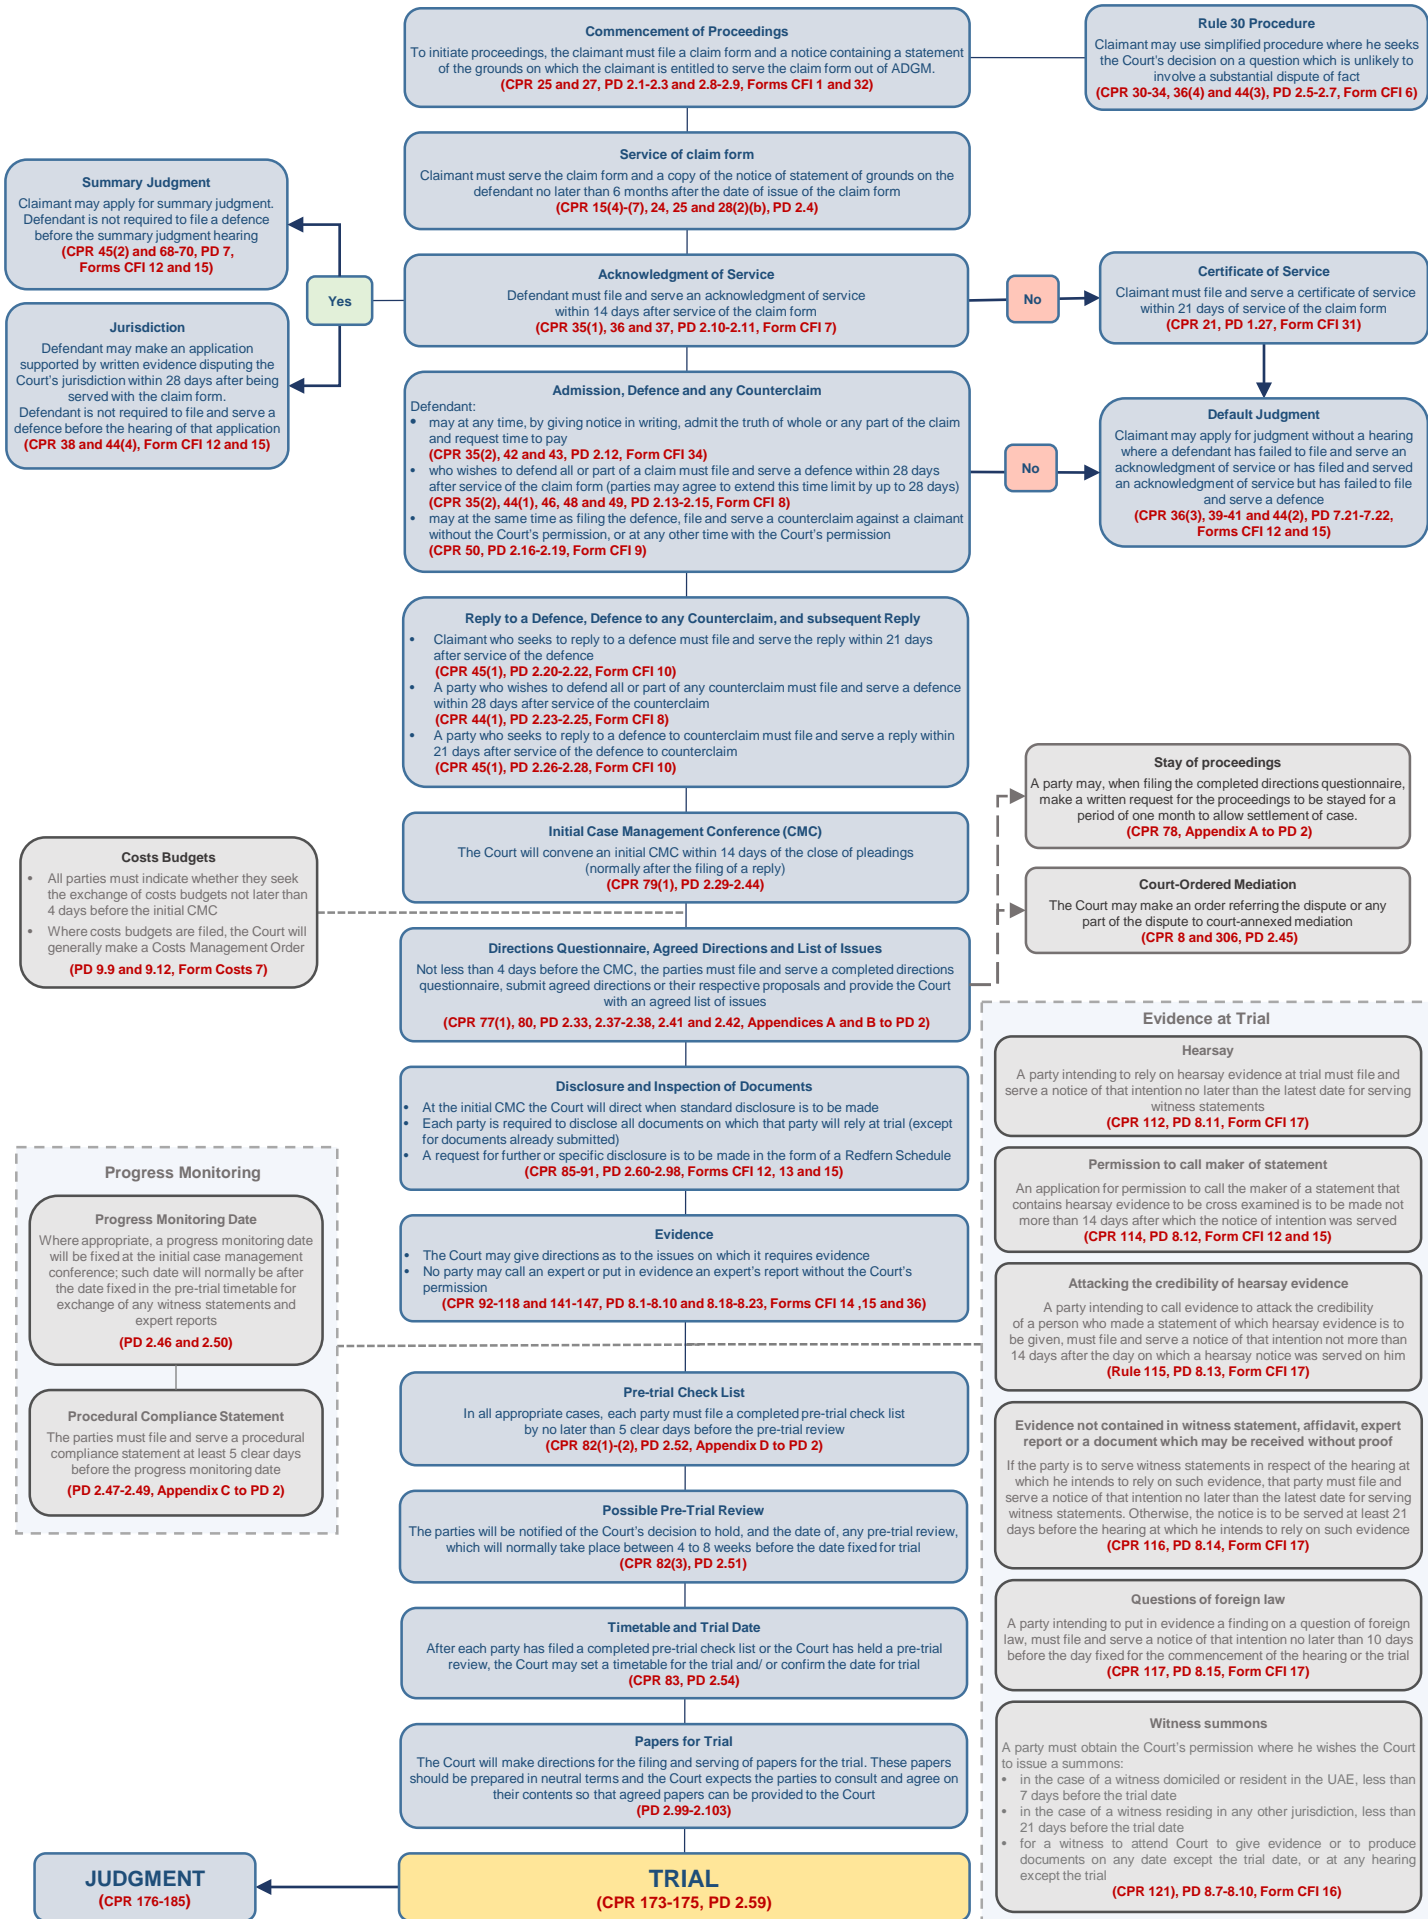 Commencement of Proceedings
To initiate proceedings, the claimant must file a claim form and a notice containing a statement
of the grounds on which the claimant is entitled to serve the claim form out of ADGM.
(CPR 25 and 27, PD 2.1-2.3 and 2.8-2.9, Forms CFI 1 and 32)
Rule 30 Procedure
Claimant may use simplified procedure where he seeks
the Court's decision on a question which is unlikely to
involve a substantial dispute of fact
(CPR 30-34, 36(4) and 44(3), PD 2.5-2.7, Form CFI 6)
Service of claim form
Claimant must serve the claim form and a copy of the notice of statement of grounds on the
defendant no later than 6 months after the date of issue of the claim form
(CPR 15(4)-(7), 24, 25 and 28(2)(b), PD 2.4)
Summary Judgment
Claimant may apply for summary judgment.
Defendant is not required to file a defence
before the summary judgment hearing
(CPR 45(2) and 68-70, PD 7,
Forms CFI 12 and 15)
Yes
Acknowledgment of Service
Defendant must file and serve an acknowledgment of service
within 14 days after service of the claim form
(CPR 35(1), 36 and 37, PD 2.10-2.11, Form CFI 7)
No
Certificate of Service
Claimant must file and serve a certificate of service
within 21 days of service of the claim form
(CPR 21, PD 1.27, Form CFI 31)
Jurisdiction
Defendant may make an application
supported by written evidence disputing the
Court's jurisdiction within 28 days after being
served with the claim form.
Defendant is not required to file and serve a
defence before the hearing of that application
(CPR 38 and 44(4), Form CFI 12 and 15)
Admission, Defence and any Counterclaim
Defendant:
• may at any time, by giving notice in writing, admit the truth of whole or any part of the claim
and request time to pay
(CPR 35(2), 42 and 43, PD 2.12, Form CFI 34)
• who wishes to defend all or part of a claim must file and serve a defence within 28 days
after service of the claim form (parties may agree to extend this time limit by up to 28 days)
(CPR 35(2), 44(1), 46, 48 and 49, PD 2.13-2.15, Form CFI 8)
• may at the same time as filing the defence, file and serve a counterclaim against a claimant
without the Court's permission, or at any other time with the Court's permission
(CPR 50, PD 2.16-2.19, Form CFI 9)
No
Default Judgment
Claimant may apply for judgment without a hearing
where a defendant has failed to file and serve an
acknowledgment of service or has filed and served
an acknowledgment of service but has failed to file
and serve a defence
(CPR 36(3), 39-41 and 44(2), PD 7.21-7.22,
Forms CFI 12 and 15)
Reply to a Defence, Defence to any Counterclaim, and subsequent Reply
• Claimant who seeks to reply to a defence must file and serve the reply within 21 days
after service of the defence
(CPR 45(1), PD 2.20-2.22, Form CFI 10)
• A party who wishes to defend all or part of any counterclaim must file and serve a defence
within 28 days after service of the counterclaim
(CPR 44(1), PD 2.23-2.25, Form CFI 8)
• A party who seeks to reply to a defence to counterclaim must file and serve a reply within
21 days after service of the defence to counterclaim
(CPR 45(1), PD 2.26-2.28, Form CFI 10)
Stay of proceedings
A party may, when filing the completed directions questionnaire,
make a written request for the proceedings to be stayed for a
period of one month to allow settlement of case.
(CPR 78, Appendix A to PD 2)
Initial Case Management Conference (CMC)
The Court will convene an initial CMC within 14 days of the close of pleadings
(normally after the filing of a reply)
(CPR 79(1), PD 2.29-2.44)
Costs Budgets
• All parties must indicate whether they seek
the exchange of costs budgets not later than
4 days before the initial CMC
• Where costs budgets are filed, the Court will
generally make a Costs Management Order
(PD 9.9 and 9.12, Form Costs 7)
Court-Ordered Mediation
The Court may make an order referring the dispute or any
part of the dispute to court-annexed mediation
(CPR 8 and 306, PD 2.45)
Directions Questionnaire, Agreed Directions and List of Issues
Not less than 4 days before the CMC, the parties must file and serve a completed directions
questionnaire, submit agreed directions or their respective proposals and provide the Court
with an agreed list of issues
(CPR 77(1), 80, PD 2.33, 2.37-2.38, 2.41 and 2.42, Appendices A and B to PD 2)
Disclosure and Inspection of Documents
• At the initial CMC the Court will direct when standard disclosure is to be made
• Each party is required to disclose all documents on which that party will rely at trial (except
for documents already submitted)
• A request for further or specific disclosure is to be made in the form of a Redfern Schedule
(CPR 85-91, PD 2.60-2.98, Forms CFI 12, 13 and 15)
Evidence
• The Court may give directions as to the issues on which it requires evidence
• No party may call an expert or put in evidence an expert's report without the Court's
permission
(CPR 92-118 and 141-147, PD 8.1-8.10 and 8.18-8.23, Forms CFI 14 ,15 and 36)
Progress Monitoring
Progress Monitoring Date
Where appropriate, a progress monitoring date
will be fixed at the initial case management
conference; such date will normally be after
the date fixed in the pre-trial timetable for
exchange of any witness statements and
expert reports
(PD 2.46 and 2.50)
Procedural Compliance Statement
The parties must file and serve a procedural
compliance statement at least 5 clear days
before the progress monitoring date
(PD 2.47-2.49, Appendix C to PD 2)
Pre-trial Check List
In all appropriate cases, each party must file a completed pre-trial check list
by no later than 5 clear days before the pre-trial review
(CPR 82(1)-(2), PD 2.52, Appendix D to PD 2)
Possible Pre-Trial Review
The parties will be notified of the Court's decision to hold, and the date of, any pre-trial review,
which will normally take place between 4 to 8 weeks before the date fixed for trial
(CPR 82(3), PD 2.51)
Timetable and Trial Date
After each party has filed a completed pre-trial check list or the Court has held a pre-trial
review, the Court may set a timetable for the trial and/ or confirm the date for trial
(CPR 83, PD 2.54)
Papers for Trial
The Court will make directions for the filing and serving of papers for the trial. These papers
should be prepared in neutral terms and the Court expects the parties to consult and agree on
their contents so that agreed papers can be provided to the Court
(PD 2.99-2.103)
TRIAL
(CPR 173-175, PD 2.59)
JUDGMENT
(CPR 176-185)
Evidence at Trial
Hearsay
A party intending to rely on hearsay evidence at trial must file and
serve a notice of that intention no later than the latest date for serving
witness statements
(CPR 112, PD 8.11, Form CFI 17)
Permission to call maker of statement
An application for permission to call the maker of a statement that
contains hearsay evidence to be cross examined is to be made not
more than 14 days after which the notice of intention was served
(CPR 114, PD 8.12, Form CFI 12 and 15)
Attacking the credibility of hearsay evidence
A party intending to call evidence to attack the credibility
of a person who made a statement of which hearsay evidence is to
be given, must file and serve a notice of that intention not more than
14 days after the day on which a hearsay notice was served on him
(Rule 115, PD 8.13, Form CFI 17)
Evidence not contained in witness statement, affidavit, expert
report or a document which may be received without proof
If the party is to serve witness statements in respect of the hearing at
which he intends to rely on such evidence, that party must file and
serve a notice of that intention no later than the latest date for serving
witness statements. Otherwise, the notice is to be served at least 21
days before the hearing at which he intends to rely on such evidence
(CPR 116, PD 8.14, Form CFI 17)
Questions of foreign law
A party intending to put in evidence a finding on a question of foreign
law, must file and serve a notice of that intention no later than 10 days
before the day fixed for the commencement of the hearing or the trial
(CPR 117, PD 8.15, Form CFI 17)
Witness summons
A party must obtain the Court's permission where he wishes the Court
to issue a summons:
• in the case of a witness domiciled or resident in the UAE, less than
7 days before the trial date
• in the case of a witness residing in any other jurisdiction, less than
21 days before the trial date
• for a witness to attend Court to give evidence or to produce
documents on any date except the trial date, or at any hearing
except the trial
(CPR 121), PD 8.7-8.10, Form CFI 16)